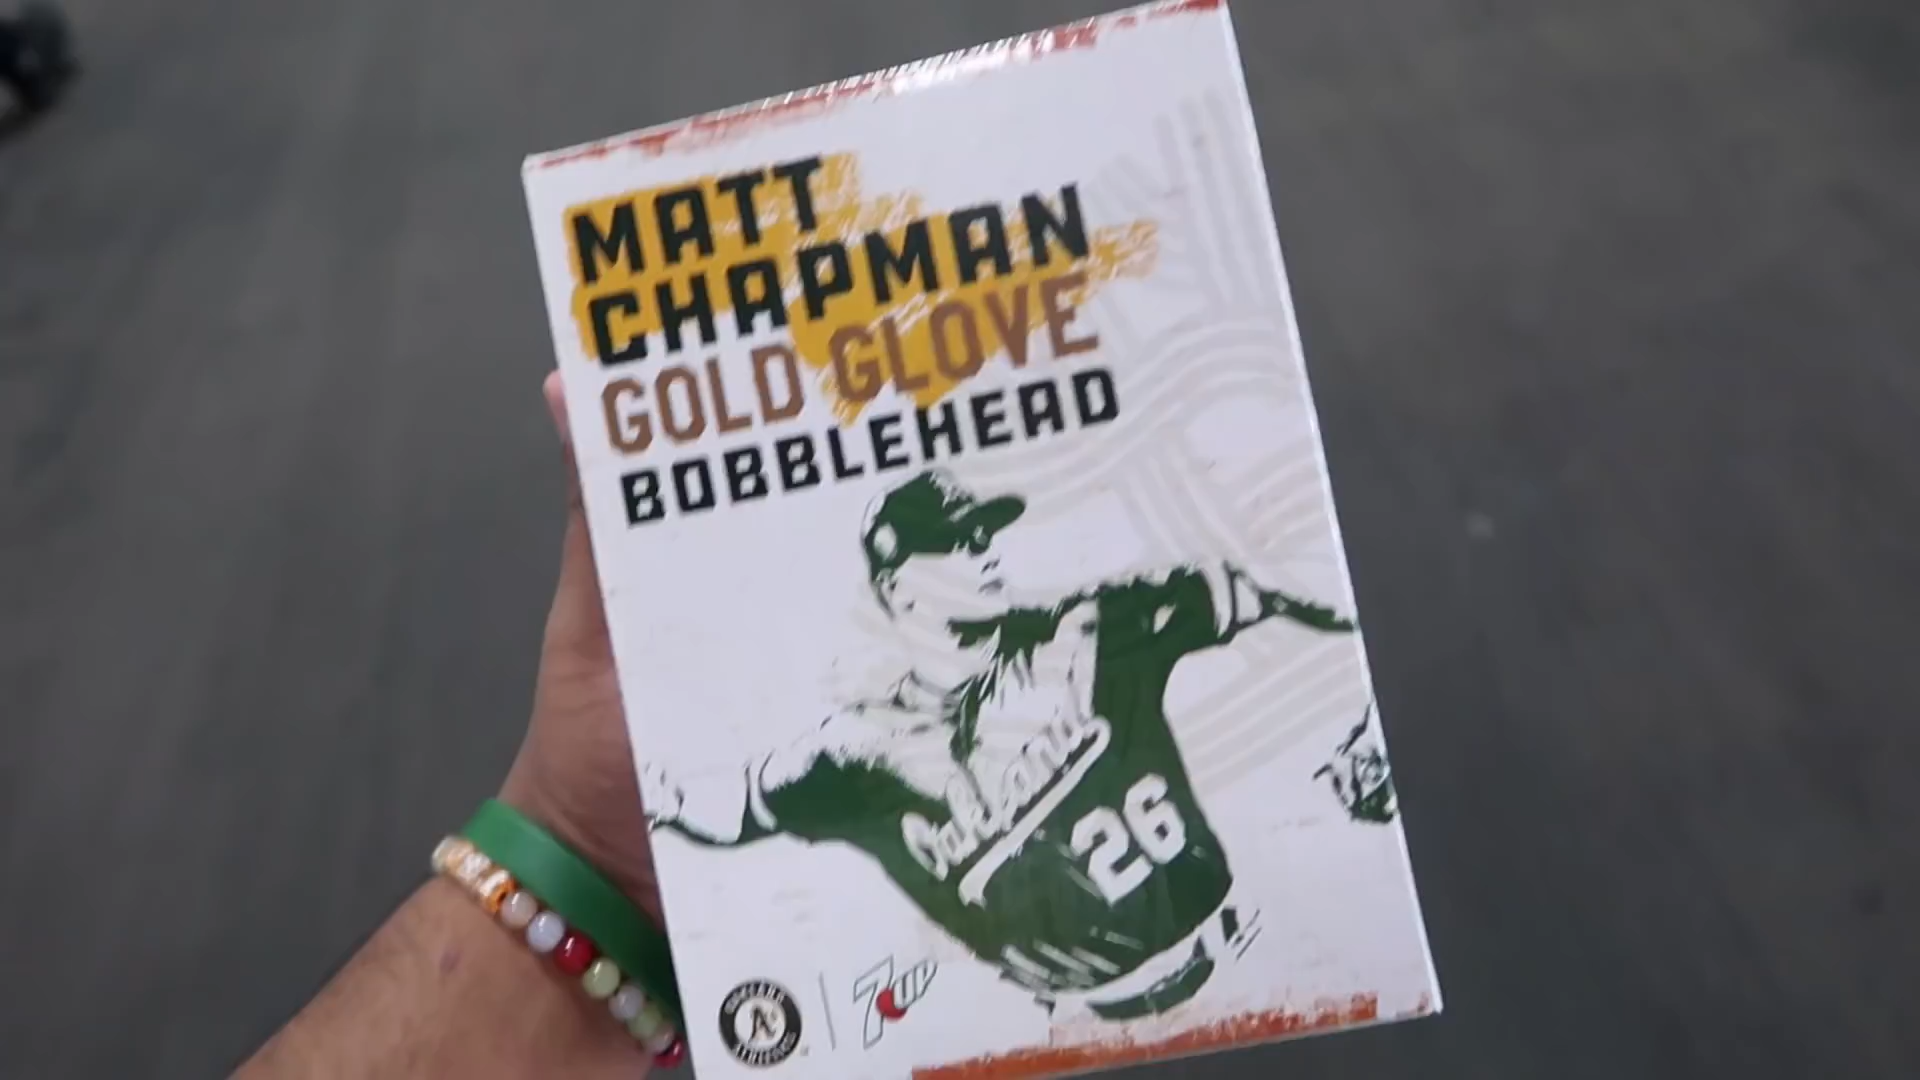 MATT
CHAPMAN
GOLD GLOVE
BOBBLEHEAD
Oakland
26
OAKLAND
A's
ATHLETICS
7UP